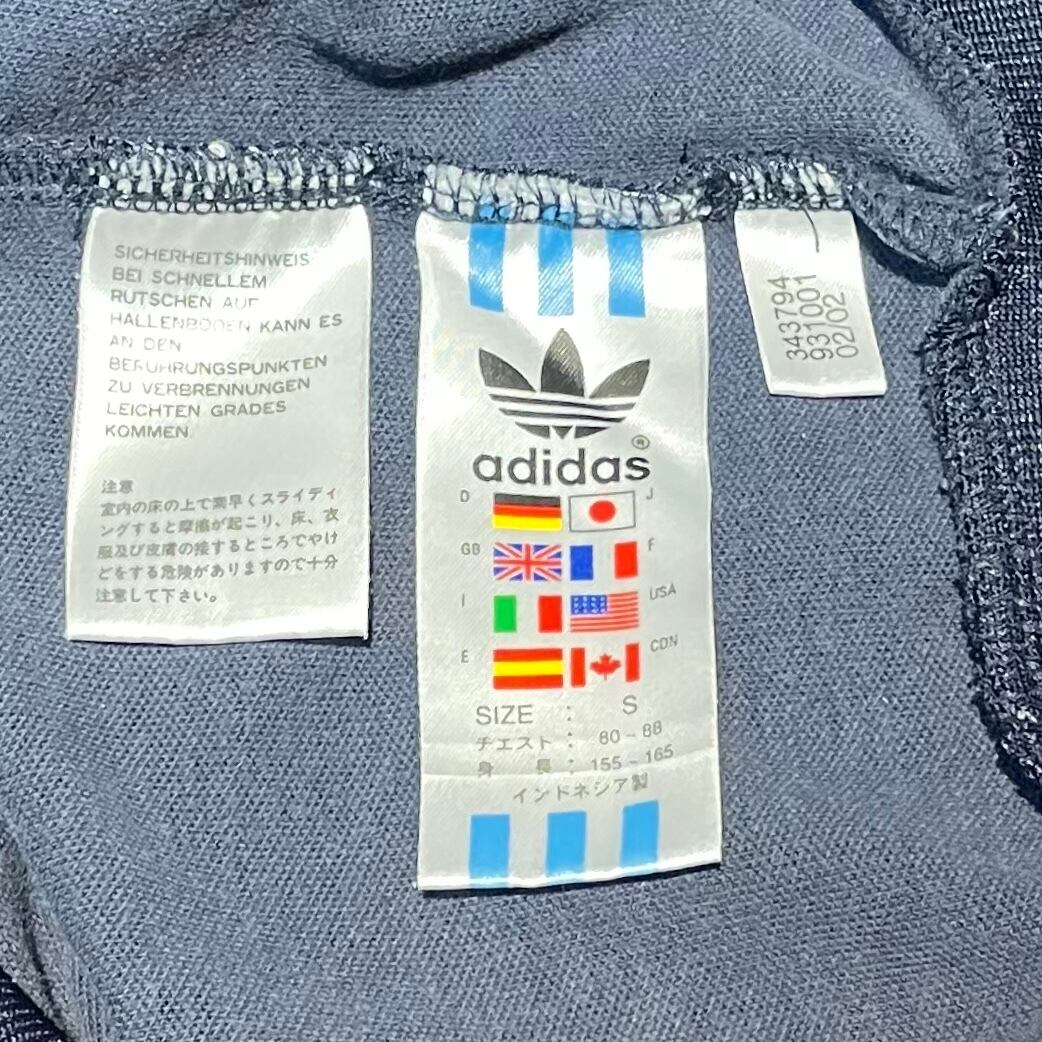 SICHERHEITSHINWEIS
BEI SCHNELLEM
RUTSCHEN AUF
HALLENBÖDEN KANN ES
AN DEN
BERÜHRUNGSPUNKTEN
ZU VERBRENNUNGEN
LEICHTEN GRADES
KOMMEN.
注意
室内の床の上で素早くスライディ
ングすると摩擦が起こり、床、衣
服及び皮膚の接するところでやけ
どをする危険がありますので十分
注意して下さい。
adidas®
D J
GB F
I USA
E CDN
SIZE : S
チエスト : 80-88
身 長 : 155-165
インドネシア製
343794
931001
02/02